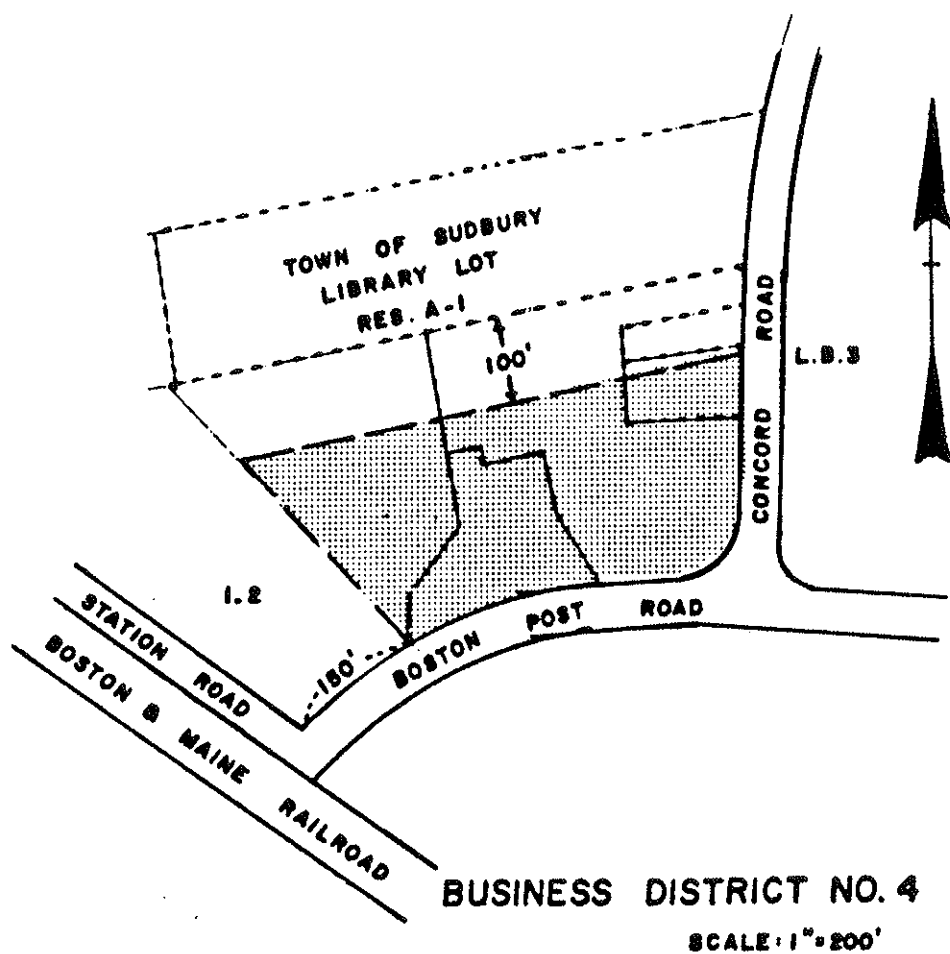 TOWN OF SUDBURY
LIBRARY LOT
RES. A-1
100'
ROAD
L.B.3
CONCORD
1.2
STATION ROAD
150'
BOSTON POST ROAD
BOSTON & MAINE RAILROAD
BUSINESS DISTRICT NO. 4
SCALE: 1"=200'